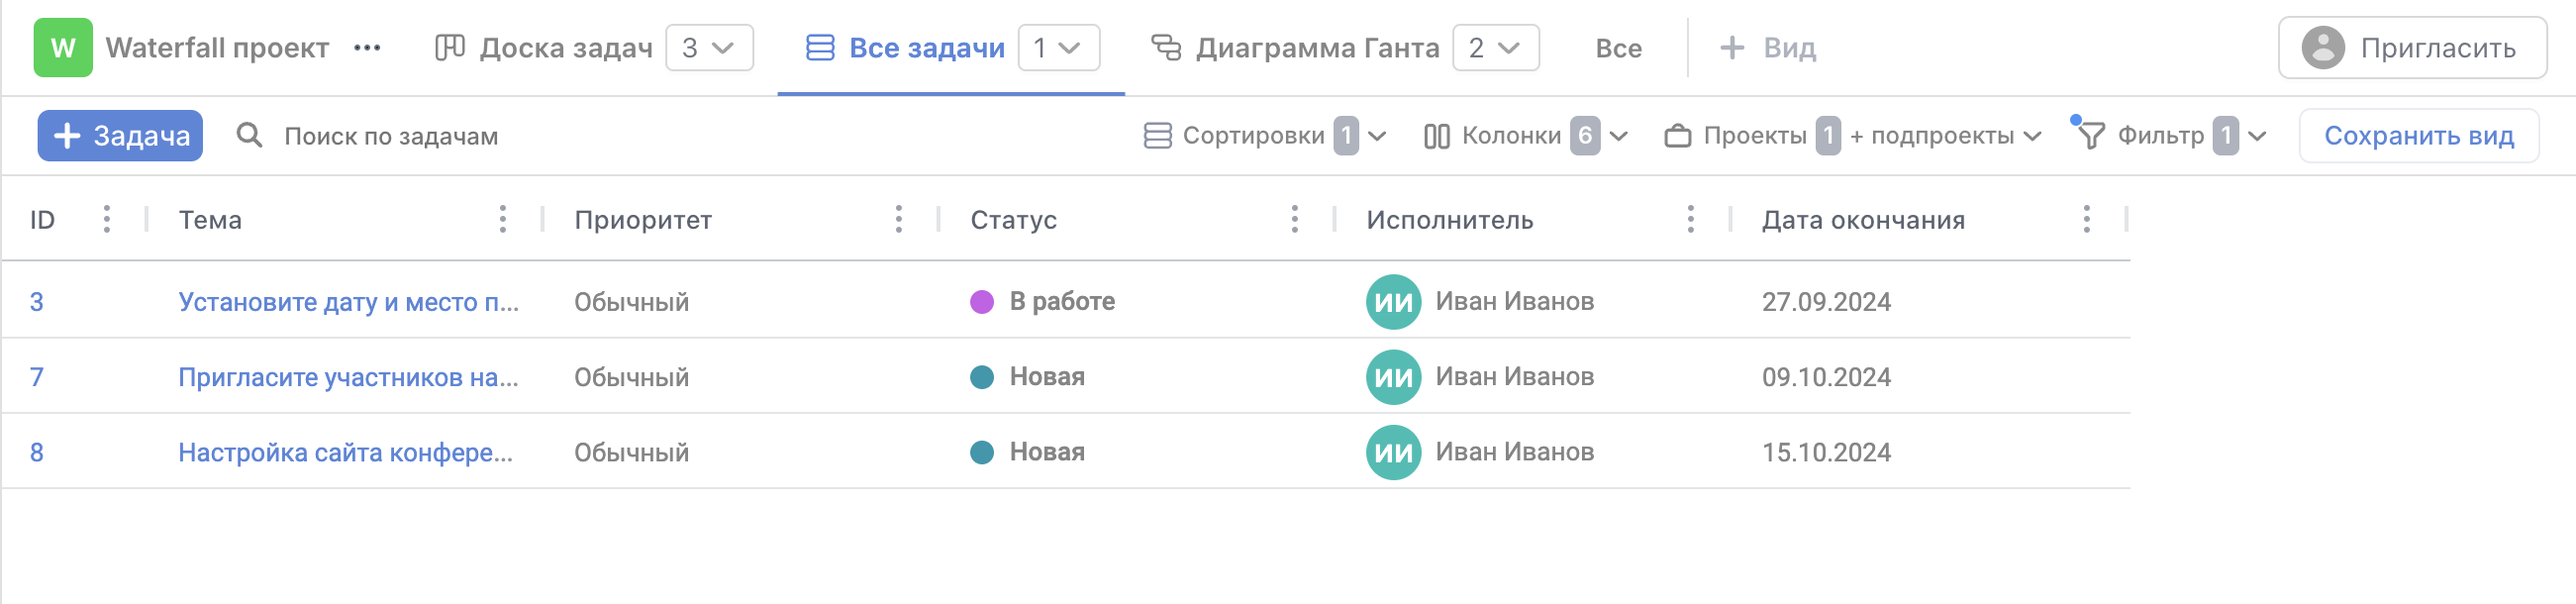 W Waterfall проект ••• Доска задач 3 Все задачи 1 Диаграмма Ганта 2 Все + Вид Пригласить
+ Задача Поиск по задачам Сортировки 1 Колонки 6 Проекты 1 + подпроекты Фильтр 1 Сохранить вид
ID Тема Приоритет Статус Исполнитель Дата окончания
3 Установите дату и место п... Обычный В работе ИИ Иван Иванов 27.09.2024
7 Пригласите участников на... Обычный Новая ИИ Иван Иванов 09.10.2024
8 Настройка сайта конфере... Обычный Новая ИИ Иван Иванов 15.10.2024